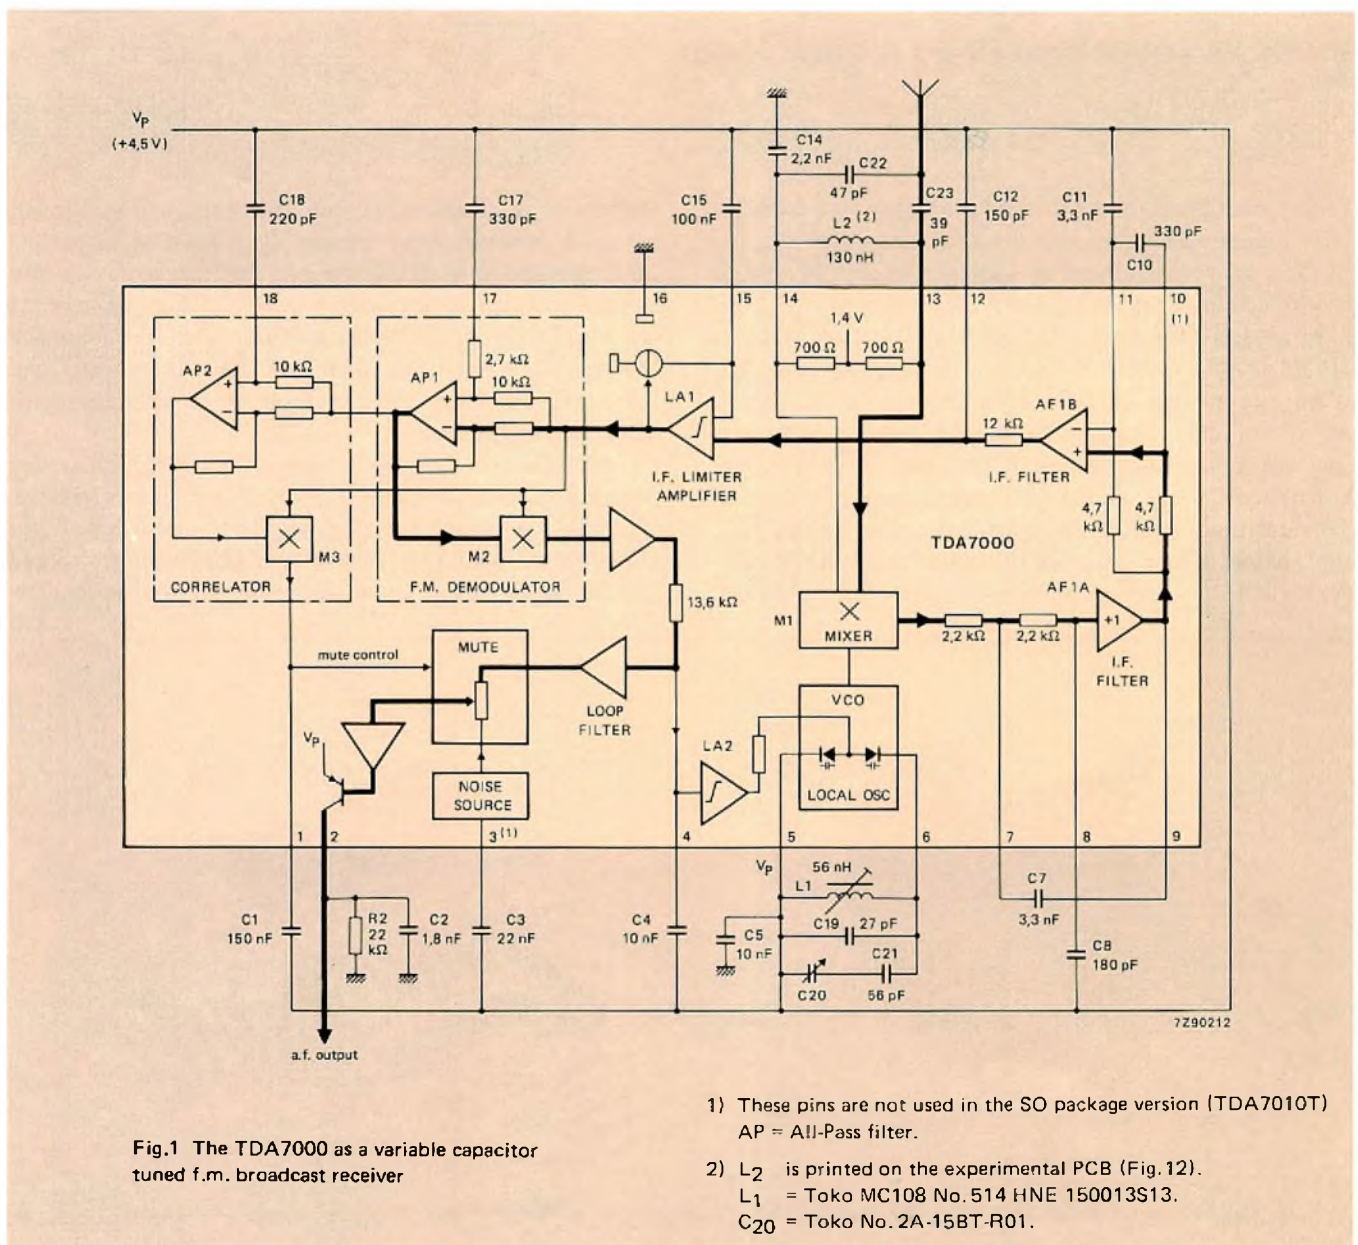 Vp
(+4,5 V)
C18
220 pF
C17
330 pF
C15
100 nF
C14
2,2 nF
C22
47 pF
L2 (2)
130 nH
C23
39
pF
C12
150 pF
C11
3,3 nF
330 pF
C10
18
17
16
15
14
13
12
11
10
(1)
1,4 V
700 Ω
700 Ω
AP2
+
−
10 kΩ
2,7 kΩ
AP1
10 kΩ
+
−
LA1
I.F. LIMITER
AMPLIFIER
12 kΩ
AF1B
−
+
I.F. FILTER
4,7
kΩ
4,7
kΩ
TDA7000
M3
CORRELATOR
M2
F.M. DEMODULATOR
13,6 kΩ
M1
MIXER
2,2 kΩ
2,2 kΩ
AF1A
+1
I.F.
FILTER
mute control
MUTE
LOOP
FILTER
VCO
LOCAL OSC
LA2
Vp
NOISE
SOURCE
1
2
3 (1)
4
5
6
7
8
9
Vp
56 nH
L1
C19
27 pF
C20
C21
56 pF
C5
10 nF
C7
3,3 nF
C8
180 pF
C1
150 nF
R2
22
kΩ
C2
1,8 nF
C3
22 nF
C4
10 nF
7Z90212
a.f. output
Fig.1 The TDA7000 as a variable capacitor
tuned f.m. broadcast receiver
1) These pins are not used in the SO package version (TDA7010T)
AP = All-Pass filter.
2) L2 is printed on the experimental PCB (Fig.12).
L1 = Toko MC108 No.514 HNE 150013S13.
C20 = Toko No.2A-15BT-R01.